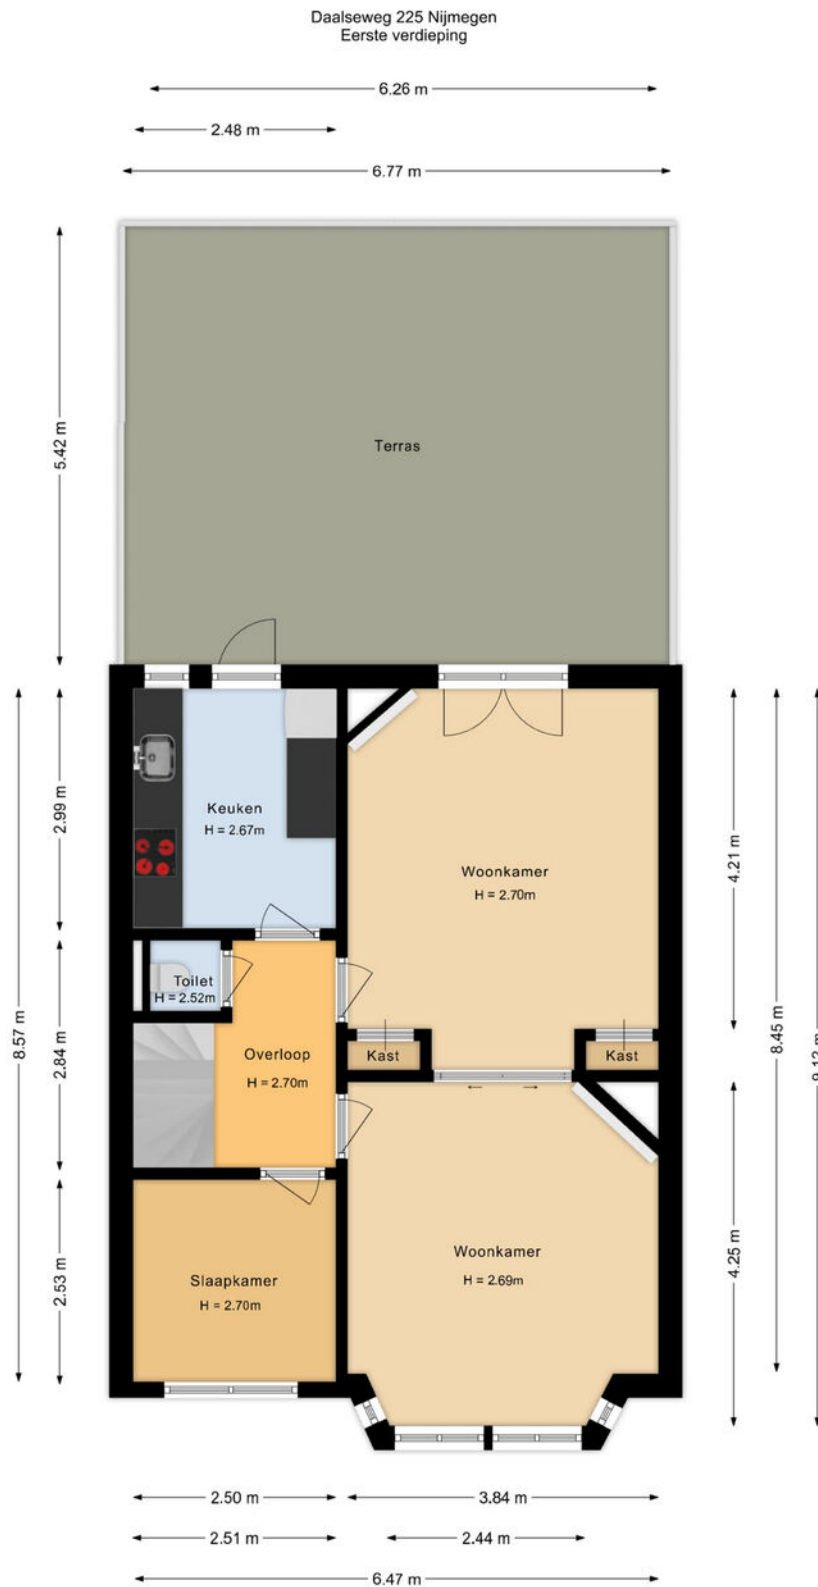 Daalseweg 225 Nijmegen
Eerste verdieping
6.26 m
2.48 m
6.77 m
5.42 m
Terras
Keuken
H = 2.67m
2.99 m
Woonkamer
H = 2.70m
4.21 m
Toilet
H = 2.52m
Overloop
H = 2.70m
Kast
Kast
2.84 m
8.57 m
8.45 m
9.12 m
Slaapkamer
H = 2.70m
2.53 m
Woonkamer
H = 2.69m
4.25 m
2.50 m
3.84 m
2.51 m
2.44 m
6.47 m